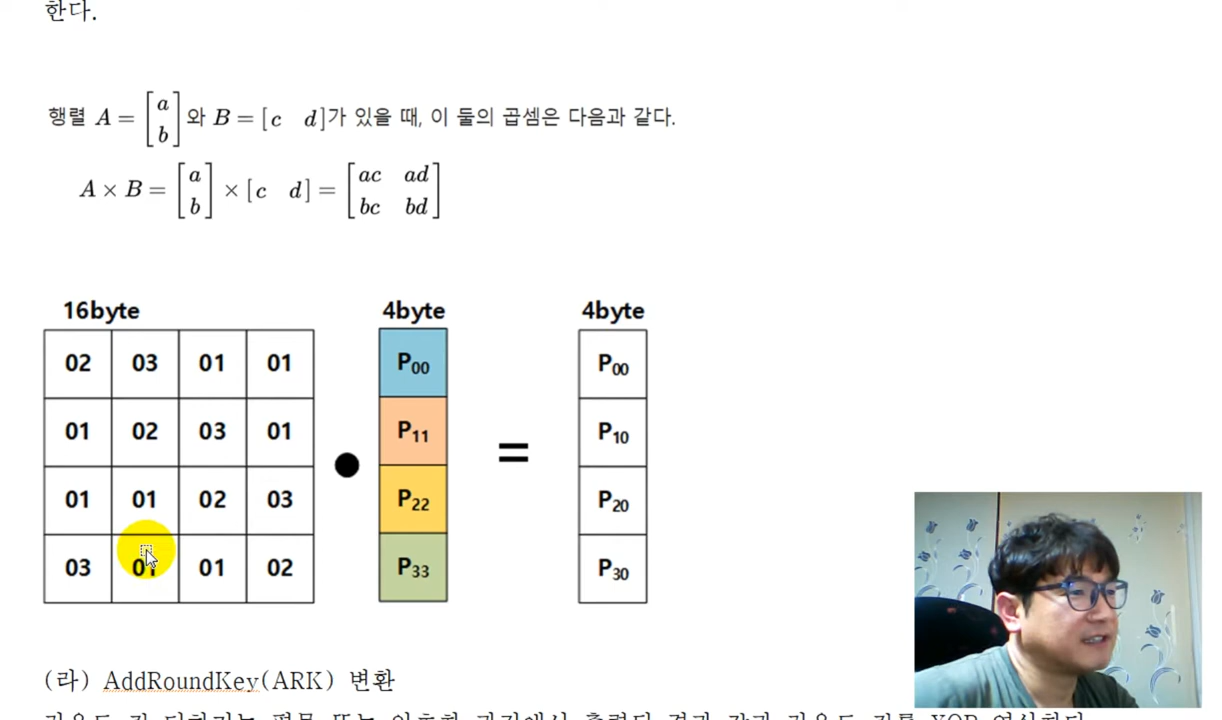 한다.
행렬 A = [a b] 와 B = [c d]가 있을 때, 이 둘의 곱셈은 다음과 같다.
A × B = [a b] × [c d] = [ac ad bc bd]
16byte 4byte 4byte
02 03 01 01 P00 P00
01 02 03 01 P11 P10
01 01 02 03 • P22 = P20
03 01 01 02 P33 P30
(라) AddRoundKey(ARK) 변환